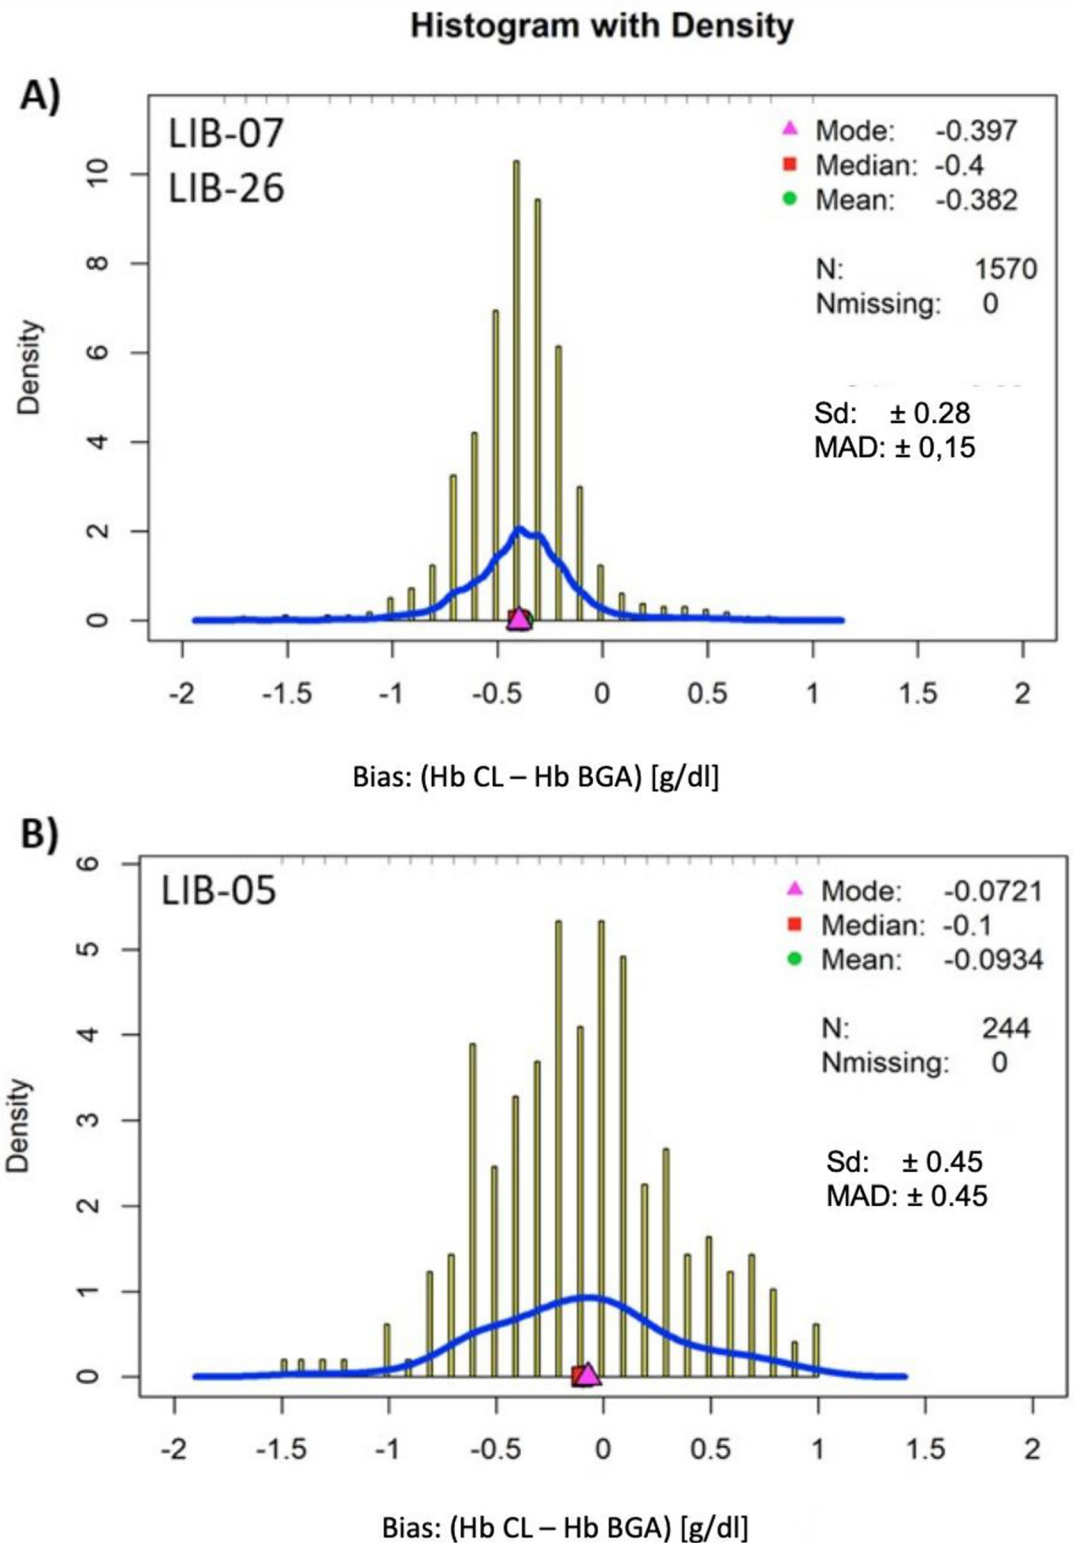 Histogram with Density
A)
LIB-07
LIB-26
Mode: -0.397
Median: -0.4
Mean: -0.382
N: 1570
Nmissing: 0
Sd: ± 0.28
MAD: ± 0,15
Density
10
8
6
4
2
0
-2 -1.5 -1 -0.5 0 0.5 1 1.5 2
Bias: (Hb CL – Hb BGA) [g/dl]
B)
LIB-05
Mode: -0.0721
Median: -0.1
Mean: -0.0934
N: 244
Nmissing: 0
Sd: ± 0.45
MAD: ± 0.45
Density
6
5
4
3
2
1
0
-2 -1.5 -1 -0.5 0 0.5 1 1.5 2
Bias: (Hb CL – Hb BGA) [g/dl]